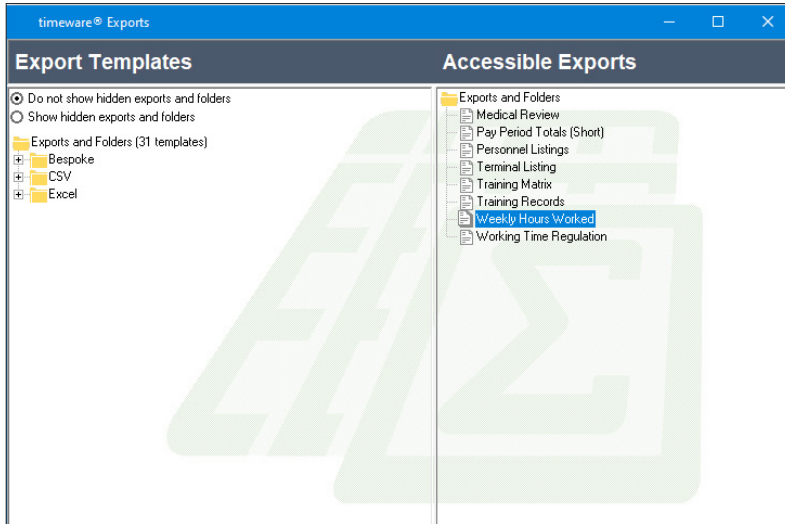 timeware® Exports
Export Templates
Do not show hidden exports and folders
Show hidden exports and folders
Exports and Folders (31 templates)
Bespoke
CSV
Excel
Accessible Exports
Exports and Folders
Medical Review
Pay Period Totals (Short)
Personnel Listings
Terminal Listing
Training Matrix
Training Records
Weekly Hours Worked
Working Time Regulation